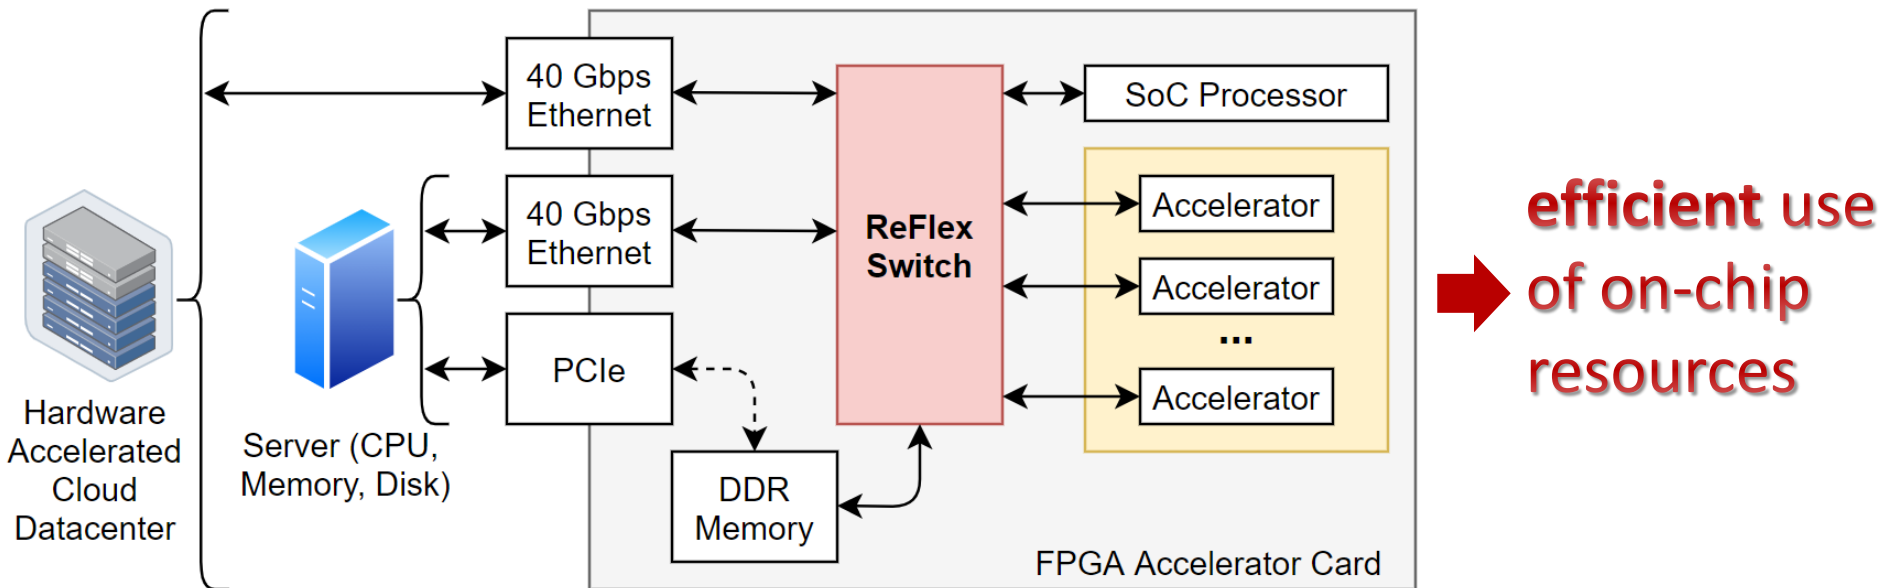 40 Gbps
Ethernet
SoC Processor
40 Gbps
Ethernet
ReFlex
Switch
Accelerator
Accelerator
...
Accelerator
PCIe
DDR
Memory
FPGA Accelerator Card
Hardware
Accelerated
Cloud
Datacenter
Server (CPU,
Memory, Disk)
efficient use
of on-chip
resources